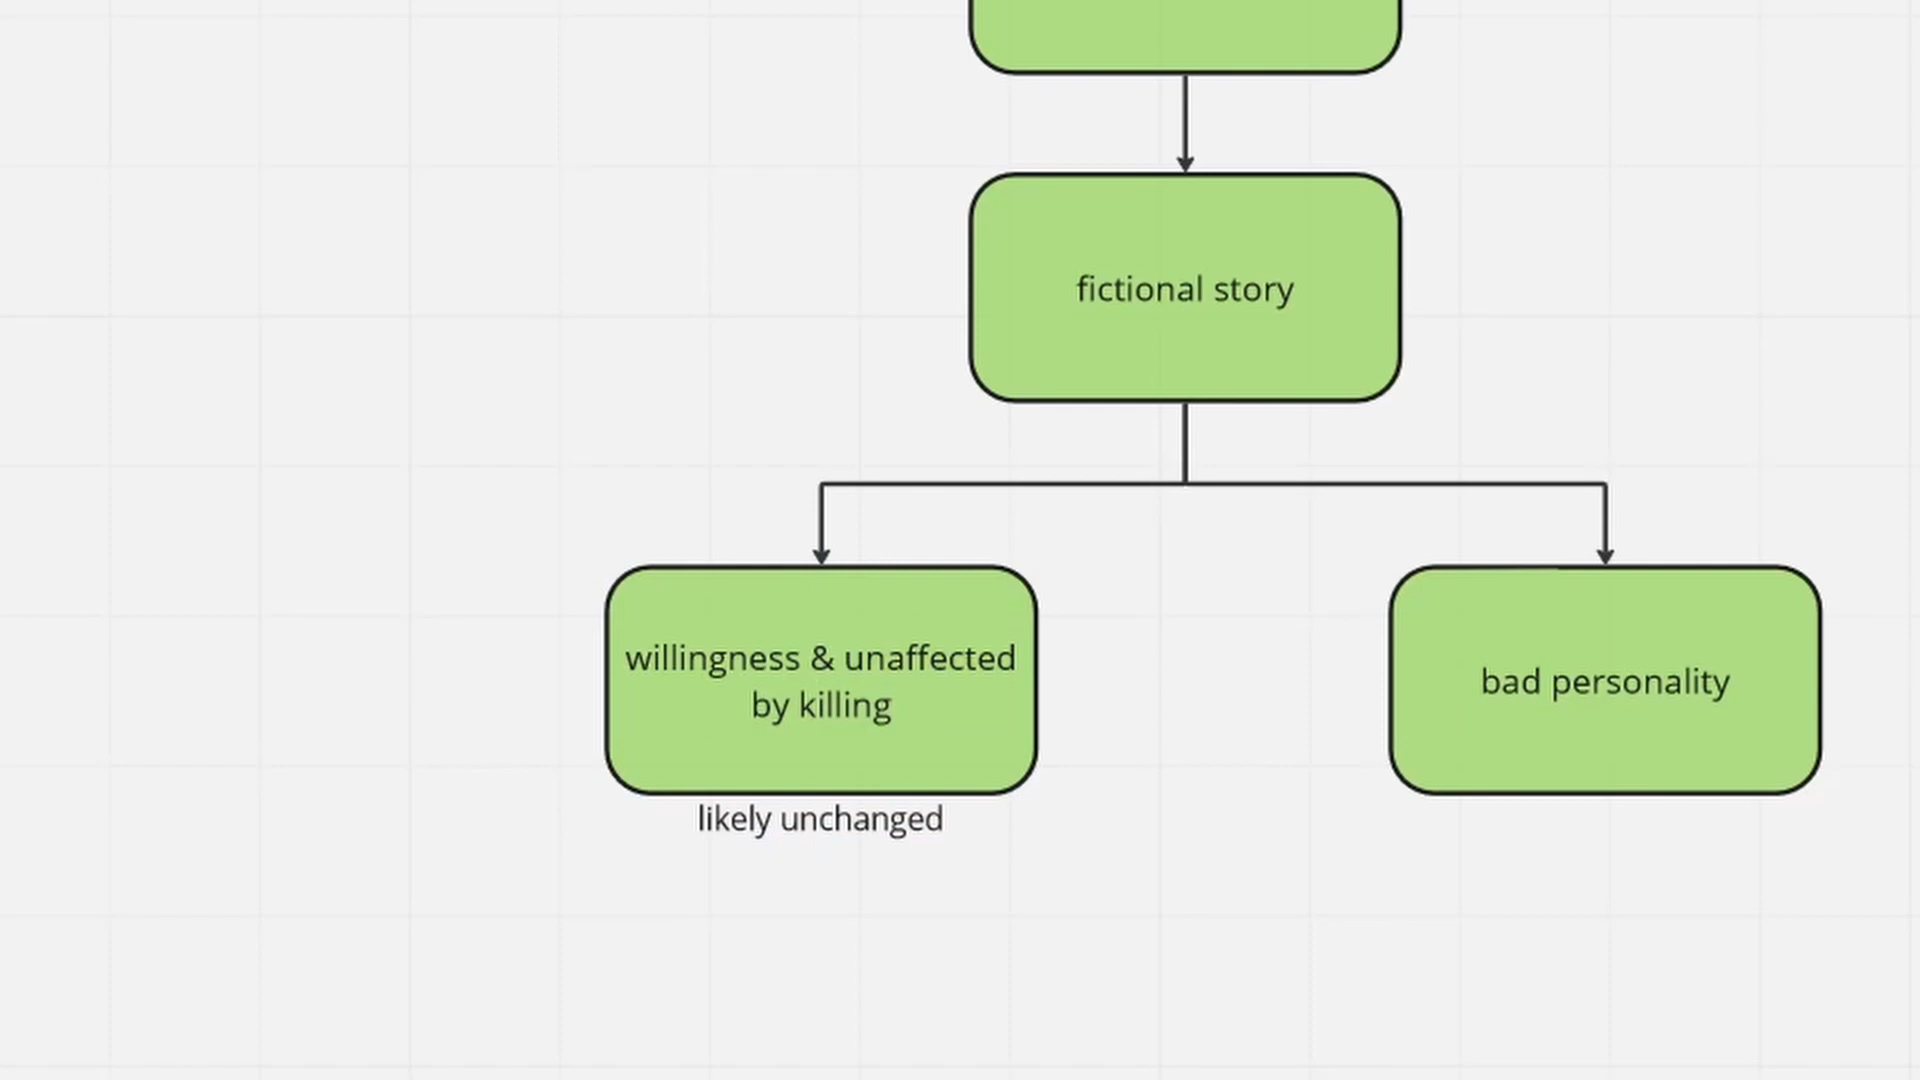 fictional story
willingness & unaffected
by killing
bad personality
likely unchanged